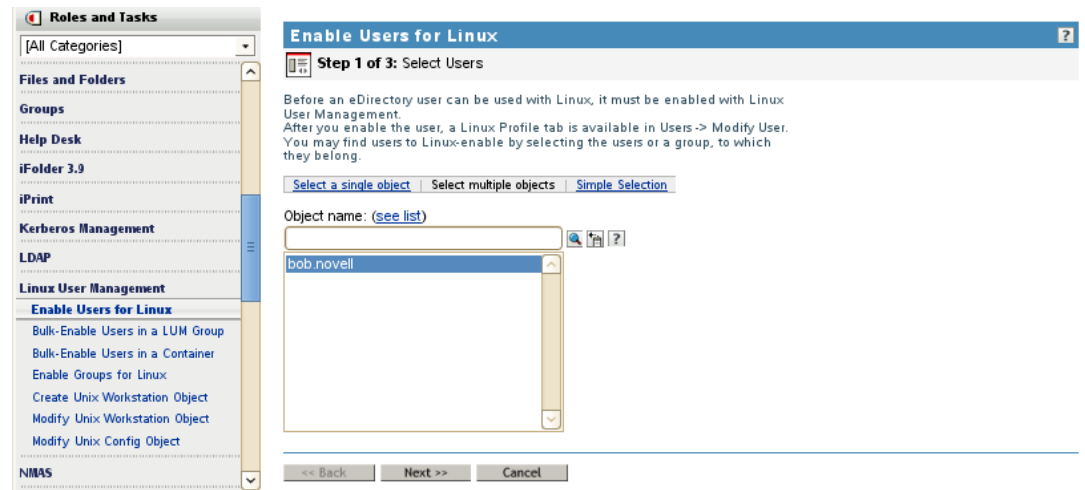 Roles and Tasks
[All Categories]
Files and Folders
Groups
Help Desk
iFolder 3.9
iPrint
Kerberos Management
LDAP
Linux User Management
Enable Users for Linux
Bulk-Enable Users in a LUM Group
Bulk-Enable Users in a Container
Enable Groups for Linux
Create Unix Workstation Object
Modify Unix Workstation Object
Modify Unix Config Object
NMAS
Enable Users for Linux ?
Step 1 of 3: Select Users
Before an eDirectory user can be used with Linux, it must be enabled with Linux
User Management.
After you enable the user, a Linux Profile tab is available in Users -> Modify User.
You may find users to Linux-enable by selecting the users or a group, to which
they belong.
Select a single object | Select multiple objects | Simple Selection
Object name: (see list)
?
bob.novell
<< Back Next >> Cancel